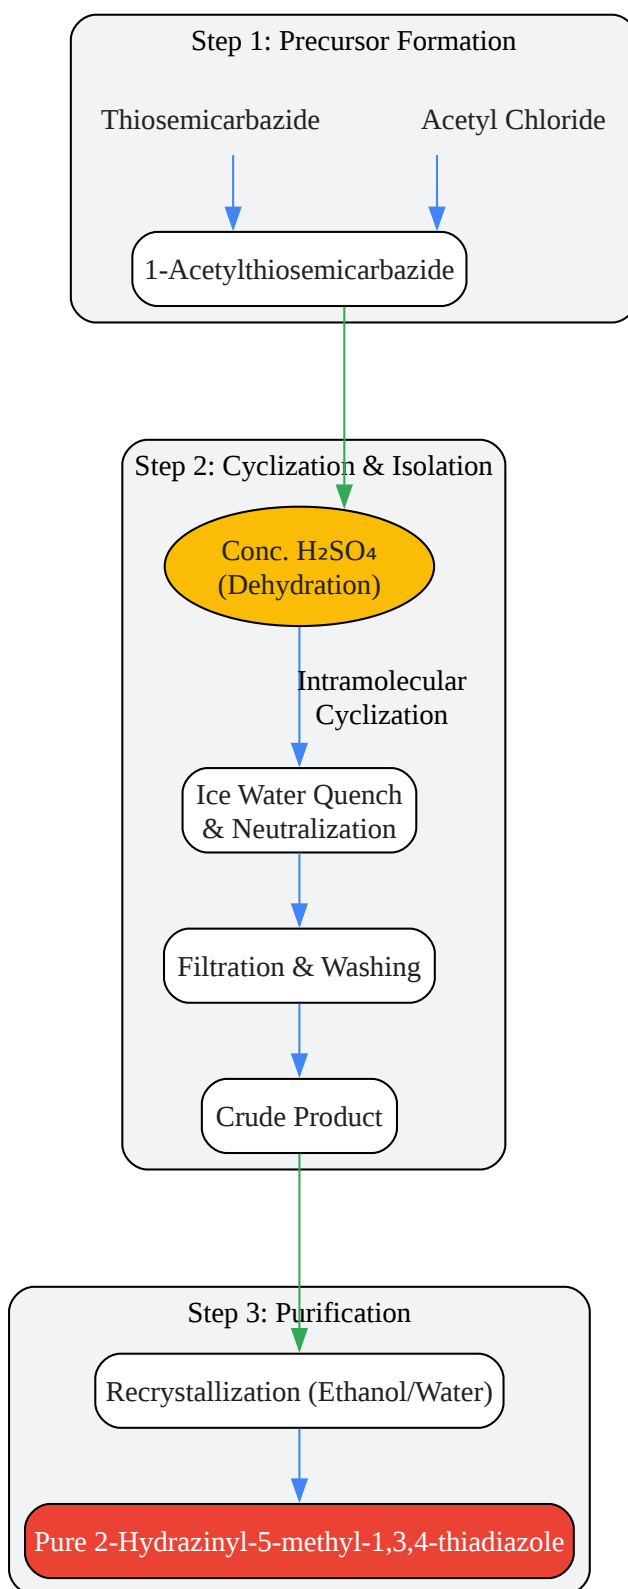 Step 1: Precursor Formation
Thiosemicarbazide
Acetyl Chloride
1-Acetylthiosemicarbazide
Step 2: Cyclization & Isolation
Conc. H₂SO₄
(Dehydration)
Intramolecular
Cyclization
Ice Water Quench
& Neutralization
Filtration & Washing
Crude Product
Step 3: Purification
Recrystallization (Ethanol/Water)
Pure 2-Hydrazinyl-5-methyl-1,3,4-thiadiazole